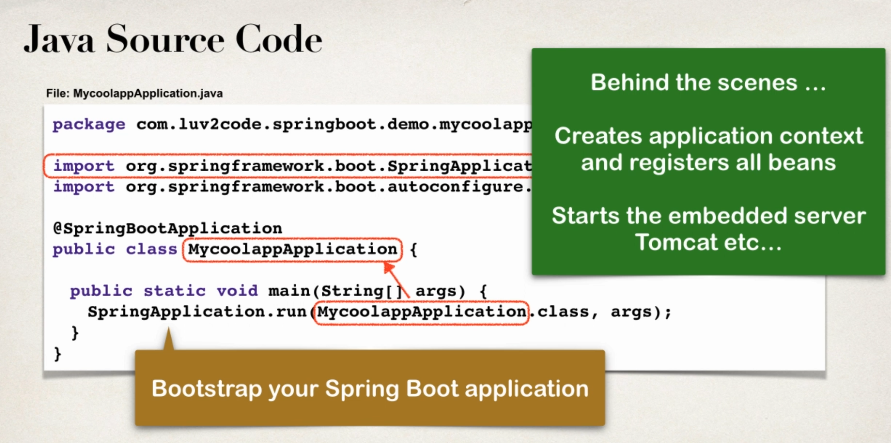 Java Source Code
File: MycoolappApplication.java
package com.luv2code.springboot.demo.mycoolapp
import org.springframework.boot.SpringApplicat
import org.springframework.boot.autoconfigure.
@SpringBootApplication
public class MycoolappApplication {
public static void main(String[] args) {
SpringApplication.run(MycoolappApplication.class, args);
}
}
Behind the scenes ...
Creates application context
and registers all beans
Starts the embedded server
Tomcat etc...
Bootstrap your Spring Boot application